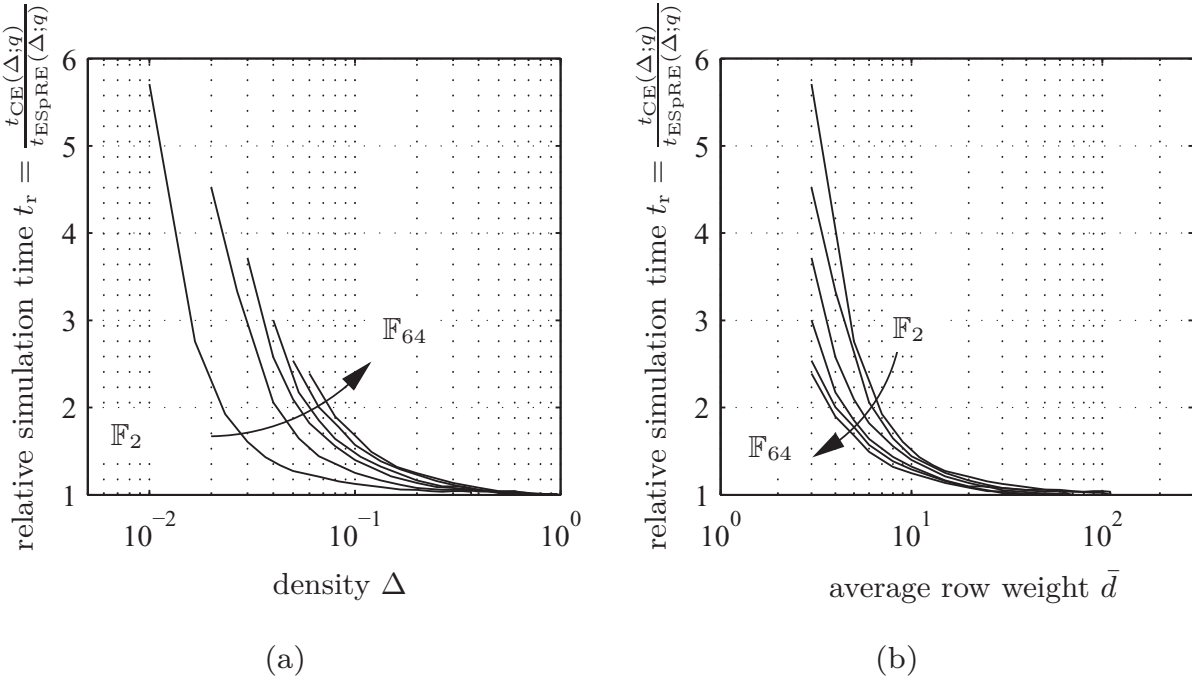 relative simulation time t_r = t_CE(Δ;q) / t_ESpRE(Δ;q)
6
5
4
3
2
1
𝔽_64
𝔽_2
10^−2
10^−1
10^0
density Δ
(a)
relative simulation time t_r = t_CE(Δ;q) / t_ESpRE(Δ;q)
6
5
4
3
2
1
𝔽_2
𝔽_64
10^0
10^1
10^2
average row weight d̄
(b)